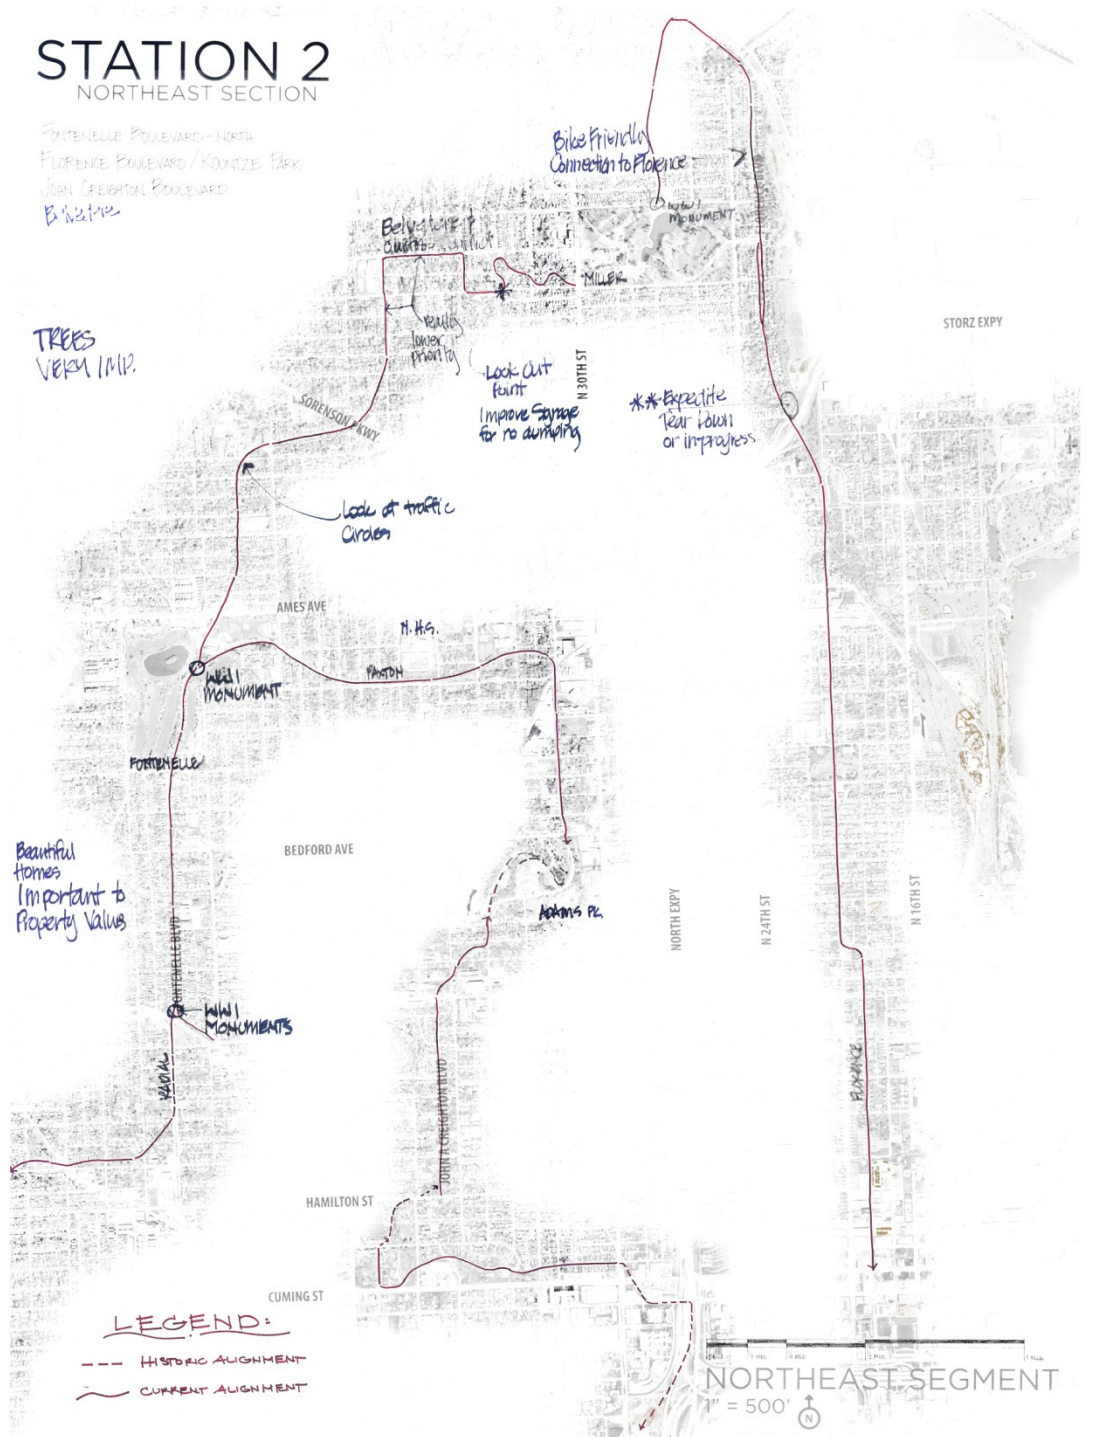 STATION 2
NORTHEAST SECTION
FONTENELLE BOULEVARD - NORTH
FLORENCE BOULEVARD / KOUNTZE PARK
JOHN CREIGHTON BOULEVARD
Bike Friendly
Connection to Florence
WW1
MONUMENT
MILLER
really
lower
priority
TREES
VERY IMP.
STORZ EXPY
N 30TH ST
Look Out
Point
Improve Signage
for no dumping
** Expedite
Tear Down
or in progress
SORENSON PKWY
Look at traffic
Circles
AMES AVE
N.H.S.
PAXTON
WW1
MONUMENT
FONTENELLE
BEDFORD AVE
Beautiful
Homes
Important to
Property Values
ADAMS PK.
NORTH EXPY
N 24TH ST
N 16TH ST
FONTENELLE BLVD
WW1
MONUMENTS
RADIAL
FLORENCE
JOHN A CREIGHTON BLVD
HAMILTON ST
CUMING ST
LEGEND:
HISTORIC ALIGNMENT
CURRENT ALIGNMENT
NORTHEAST SEGMENT
1" = 500'
N